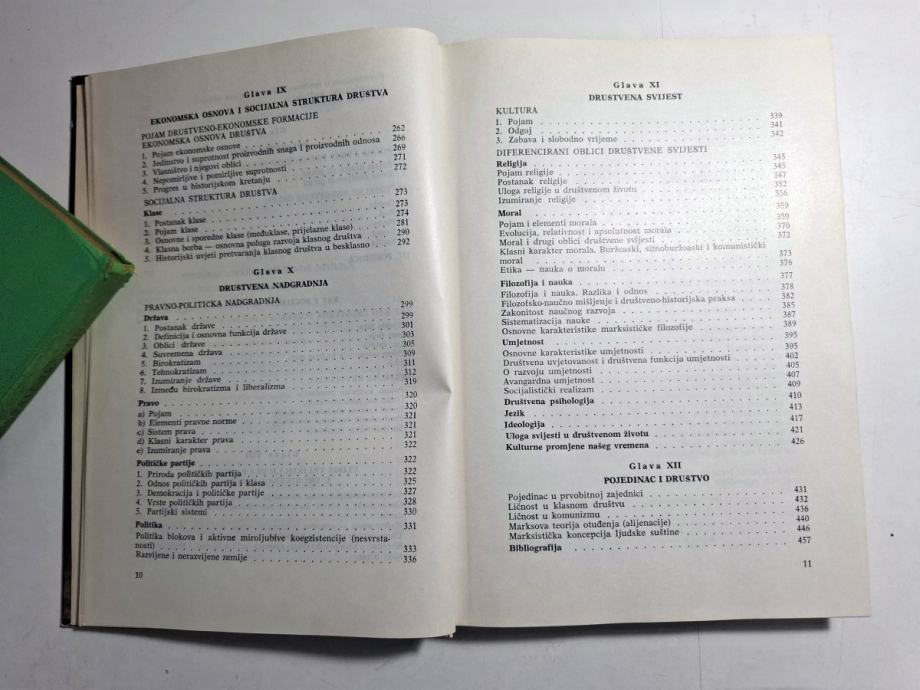 Glava IX
EKONOMSKA OSNOVA I SOCIJALNA STRUKTURA DRUŠTVA
POJAM DRUŠTVENO-EKONOMSKE FORMACIJE
EKONOMSKA OSNOVA DRUŠTVA
1. Pojam ekonomske osnove 262
2. Jedinstvo i suprotnost proizvodnih snaga i proizvodnih odnosa 266
3. Vlasništvo i njegovi oblici 269
4. Nepomirljive i pomirljive suprotnosti 271
5. Progres u historijskom kretanju 272
SOCIJALNA STRUKTURA DRUŠTVA 273
Klase 273
1. Postanak klase 274
2. Pojam klase 281
3. Osnovne i sporedne klase (međuklase, prijelazne klase)
4. Klasna borba — osnovna poluga razvoja klasnog društva 290
5. Historijski uvjeti pretvaranja klasnog društva u besklasno 292
Glava X
DRUŠTVENA NADGRADNJA
PRAVNO-POLITIČKA NADGRADNJA 299
Država 299
1. Postanak države 301
2. Definicija i osnovna funkcija države 303
3. Oblici države 305
4. Suvremena država 309
5. Birokratizam 311
6. Tehnokratizam 312
7. Izumiranje države 319
8. Između birokratizma i liberalizma
Pravo 320
a) Pojam 320
b) Elementi pravne norme 321
c) Sistem prava 321
d) Klasni karakter prava 321
e) Izumiranje prava 322
Političke partije 322
1. Priroda političkih partija 322
2. Odnos političkih partija i klasa 325
3. Demokracija i političke partije 327
4. Vrste političkih partija 328
5. Partijski sistemi 330
Politika 331
Politika blokova i aktivne miroljubive koegzistencije (nesvrsta-
nosti) 333
Razvijene i nerazvijene zemlje 336
10
Glava XI
DRUŠTVENA SVIJEST
KULTURA
1. Pojam 339
2. Odgoj 341
3. Zabava i slobodno vrijeme 342
DIFERENCIRANI OBLICI DRUŠTVENE SVIJESTI
Religija 345
Pojam religije 345
Postanak religije 347
Uloga religije u društvenom životu 352
Izumiranje religije 356
Moral 359
Pojam i elementi morala 359
Evolucija, relativnost i apsolutnost morala 370
Moral i drugi oblici društvene svijesti 372
Klasni karakter morala. Buržoaski, sitnoburžoaski i komunistički
moral 373
Etika — nauka o moralu 376
Filozofija i nauka 377
Filozofija i nauka. Razlika i odnos 378
Filozofsko-naučno mišljenje i društveno-historijska praksa 382
Zakonitost naučnog razvoja 385
Sistematizacija nauke 387
Osnovne karakteristike marksističke filozofije 389
Umjetnost 395
Osnovne karakteristike umjetnosti 395
Društvena uvjetovanost i društvena funkcija umjetnosti 402
O razvoju umjetnosti 405
Avangardna umjetnost 407
Socijalistički realizam 409
Društvena psihologija 410
Jezik 413
Ideologija 417
Uloga svijesti u društvenom životu 421
Kulturne promjene našeg vremena 426
Glava XII
POJEDINAC I DRUŠTVO
Pojedinac u prvobitnoj zajednici 431
Ličnost u klasnom društvu 432
Ličnost u komunizmu 436
Marksova teorija otuđenja (alijenacije) 440
Marksistička koncepcija ljudske suštine 446
Bibliografija 457
11